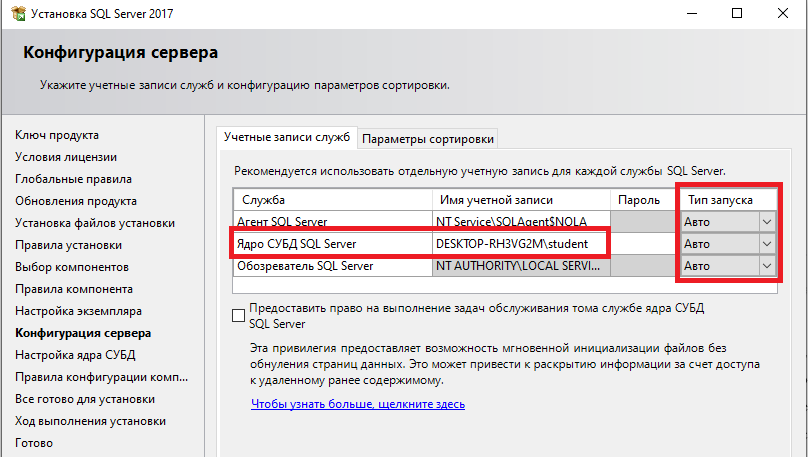 Установка SQL Server 2017
Конфигурация сервера
Укажите учетные записи служб и конфигурацию параметров сортировки.
Ключ продукта
Условия лицензии
Глобальные правила
Обновления продукта
Установка файлов установки
Правила установки
Выбор компонентов
Правила компонента
Настройка экземпляра
Конфигурация сервера
Настройка ядра СУБД
Правила конфигурации комп...
Все готово для установки
Ход выполнения установки
Готово
Учетные записи служб Параметры сортировки
Рекомендуется использовать отдельную учетную запись для каждой службы SQL Server.
Служба Имя учетной записи Пароль Тип запуска
Агент SQL Server NT Service\SQLAgent$NOLA Авто
Ядро СУБД SQL Server DESKTOP-RH3VG2M\student Авто
Обозреватель SQL Server NT AUTHORITY\LOCAL SERVI... Авто
Предоставить право на выполнение задач обслуживания тома службе ядра СУБД
SQL Server
Эта привилегия предоставляет возможность мгновенной инициализации файлов без
обнуления страниц данных. Это может привести к раскрытию информации за счет доступа
к удаленному ранее содержимому.
Чтобы узнать больше, щелкните здесь